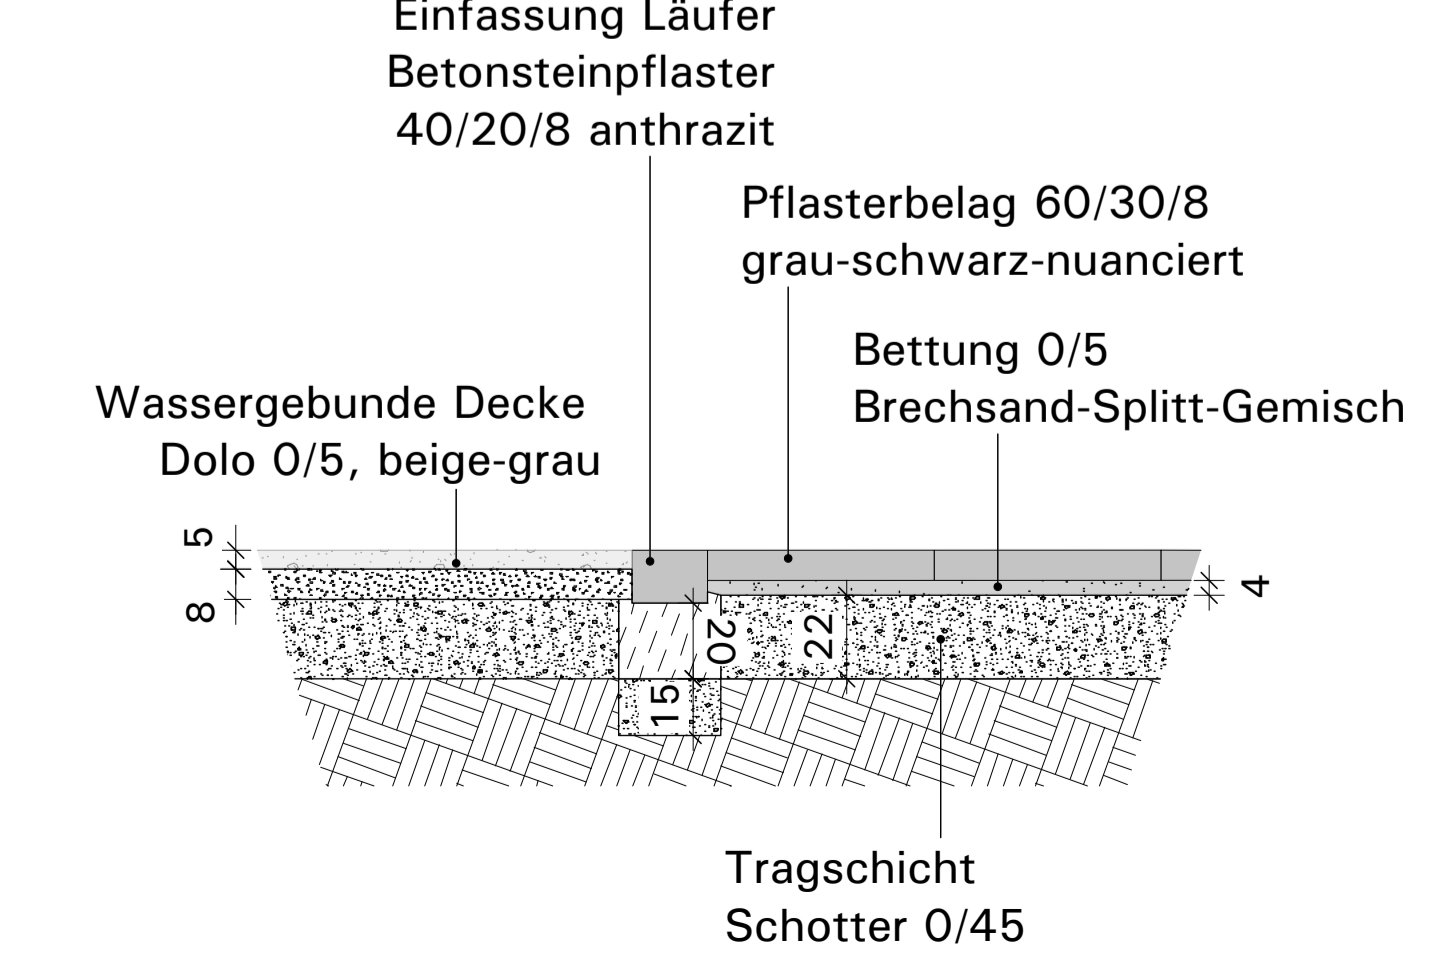 Einfassung Läufer
Betonsteinpflaster
40/20/8 anthrazit
Pflasterbelag 60/30/8
grau-schwarz-nuanciert
Bettung 0/5
Brechsand-Splitt-Gemisch
Wassergebunde Decke
Dolo 0/5, beige-grau
5
8
4
20
22
15
Tragschicht
Schotter 0/45